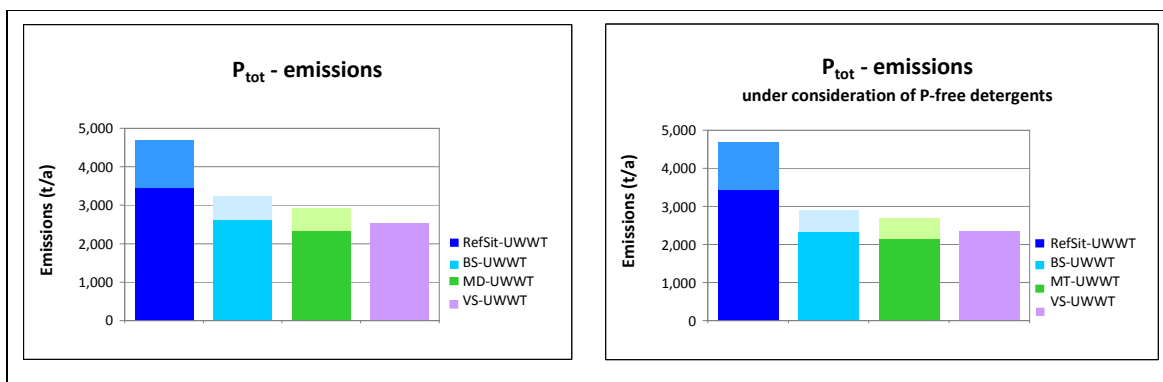 P_tot - emissions
5,000
4,000
3,000
2,000
1,000
0
Emissions (t/a)
RefSit-UWWT
BS-UWWT
MD-UWWT
VS-UWWT
P_tot - emissions
under consideration of P-free detergents
5,000
4,000
3,000
2,000
1,000
0
Emissions (t/a)
RefSit-UWWT
BS-UWWT
MT-UWWT
VS-UWWT